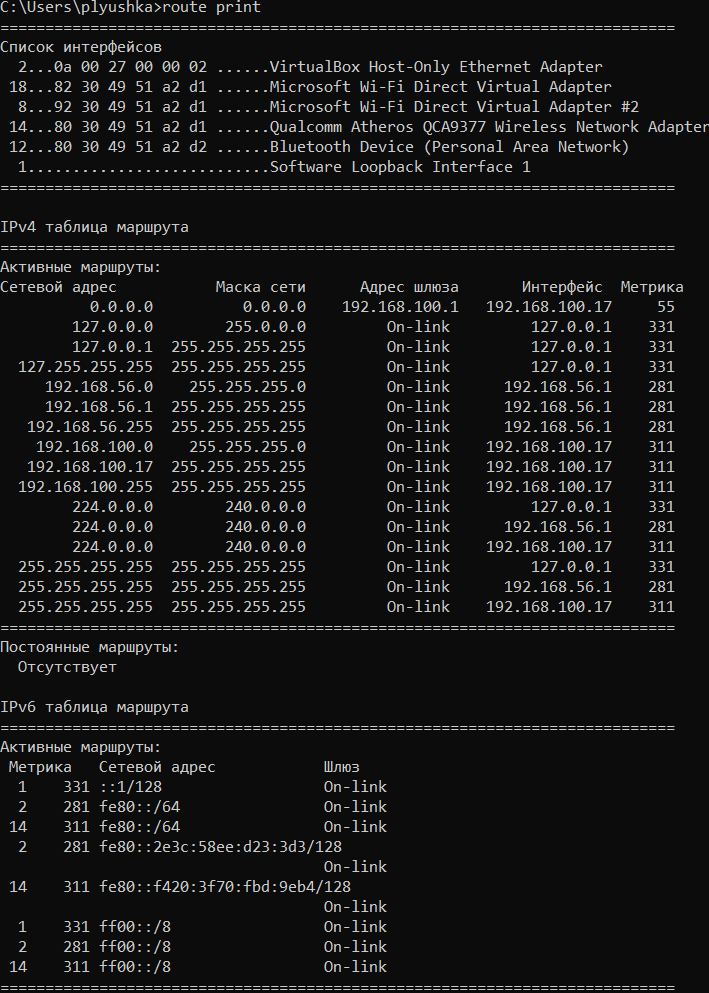 C:\Users\plyushka>route print
===========================================================================
Список интерфейсов
  2...0a 00 27 00 00 02 ......VirtualBox Host-Only Ethernet Adapter
 18...82 30 49 51 a2 d1 ......Microsoft Wi-Fi Direct Virtual Adapter
  8...92 30 49 51 a2 d1 ......Microsoft Wi-Fi Direct Virtual Adapter #2
 14...80 30 49 51 a2 d1 ......Qualcomm Atheros QCA9377 Wireless Network Adapter
 12...80 30 49 51 a2 d2 ......Bluetooth Device (Personal Area Network)
  1...........................Software Loopback Interface 1
===========================================================================

IPv4 таблица маршрута
===========================================================================
Активные маршруты:
Сетевой адрес           Маска сети      Адрес шлюза       Интерфейс  Метрика
          0.0.0.0          0.0.0.0    192.168.100.1   192.168.100.17     55
        127.0.0.0        255.0.0.0         On-link         127.0.0.1    331
        127.0.0.1  255.255.255.255         On-link         127.0.0.1    331
  127.255.255.255  255.255.255.255         On-link         127.0.0.1    331
     192.168.56.0    255.255.255.0         On-link      192.168.56.1    281
     192.168.56.1  255.255.255.255         On-link      192.168.56.1    281
   192.168.56.255  255.255.255.255         On-link      192.168.56.1    281
    192.168.100.0    255.255.255.0         On-link    192.168.100.17    311
   192.168.100.17  255.255.255.255         On-link    192.168.100.17    311
  192.168.100.255  255.255.255.255         On-link    192.168.100.17    311
        224.0.0.0        240.0.0.0         On-link         127.0.0.1    331
        224.0.0.0        240.0.0.0         On-link      192.168.56.1    281
        224.0.0.0        240.0.0.0         On-link    192.168.100.17    311
  255.255.255.255  255.255.255.255         On-link         127.0.0.1    331
  255.255.255.255  255.255.255.255         On-link      192.168.56.1    281
  255.255.255.255  255.255.255.255         On-link    192.168.100.17    311
===========================================================================
Постоянные маршруты:
  Отсутствует

IPv6 таблица маршрута
===========================================================================
Активные маршруты:
 Метрика   Сетевой адрес            Шлюз
  1    331 ::1/128                  On-link
  2    281 fe80::/64                On-link
 14    311 fe80::/64                On-link
  2    281 fe80::2e3c:58ee:d23:3d3/128
                                    On-link
 14    311 fe80::f420:3f70:fbd:9eb4/128
                                    On-link
  1    331 ff00::/8                 On-link
  2    281 ff00::/8                 On-link
 14    311 ff00::/8                 On-link
===========================================================================